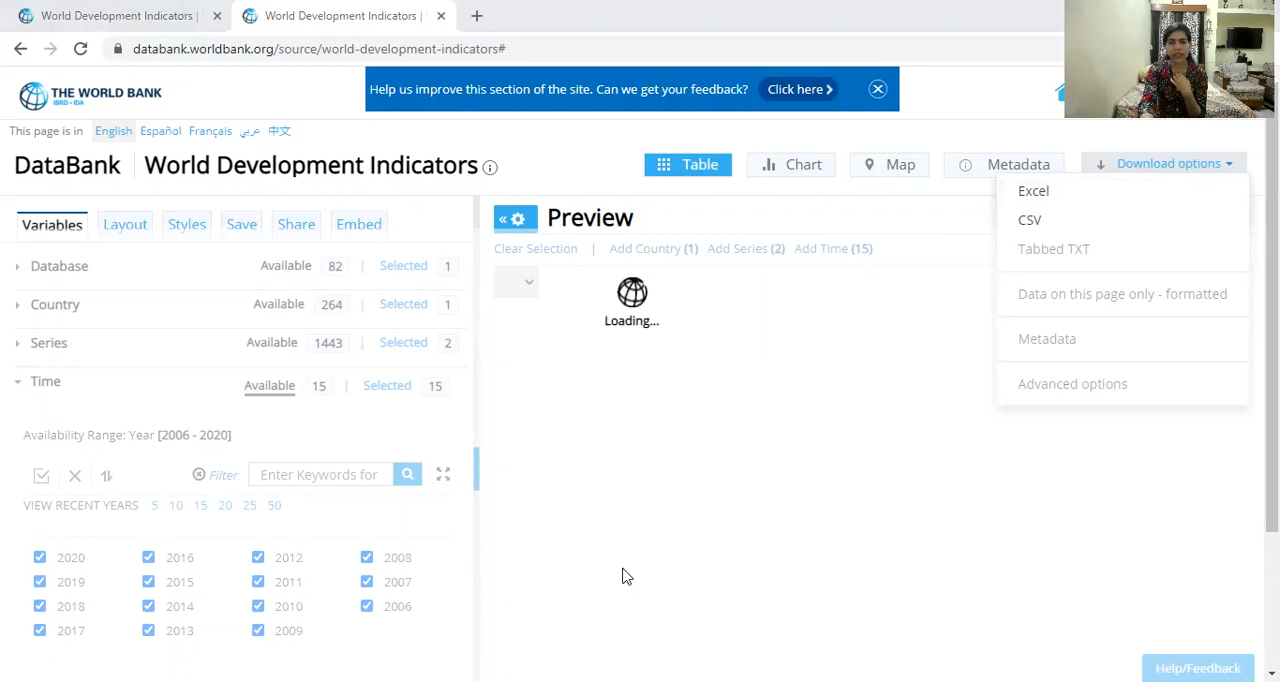 World Development Indicators |
World Development Indicators |
databank.worldbank.org/source/world-development-indicators#
THE WORLD BANK
IBRD • IDA
Help us improve this section of the site. Can we get your feedback? Click here
This page is in English Español Français عربي 中文
DataBank World Development Indicators
Table Chart Map Metadata Download options
Excel
CSV
Tabbed TXT
Data on this page only - formatted
Metadata
Advanced options
Variables Layout Styles Save Share Embed
Database Available 82 | Selected 1
Country Available 264 | Selected 1
Series Available 1443 | Selected 2
Time Available 15 | Selected 15
Availability Range: Year [2006 - 2020]
Filter Enter Keywords for
VIEW RECENT YEARS 5 10 15 20 25 50
2020 2016 2012 2008
2019 2015 2011 2007
2018 2014 2010 2006
2017 2013 2009
« Preview
Clear Selection | Add Country (1) Add Series (2) Add Time (15)
Loading...
Help/Feedback